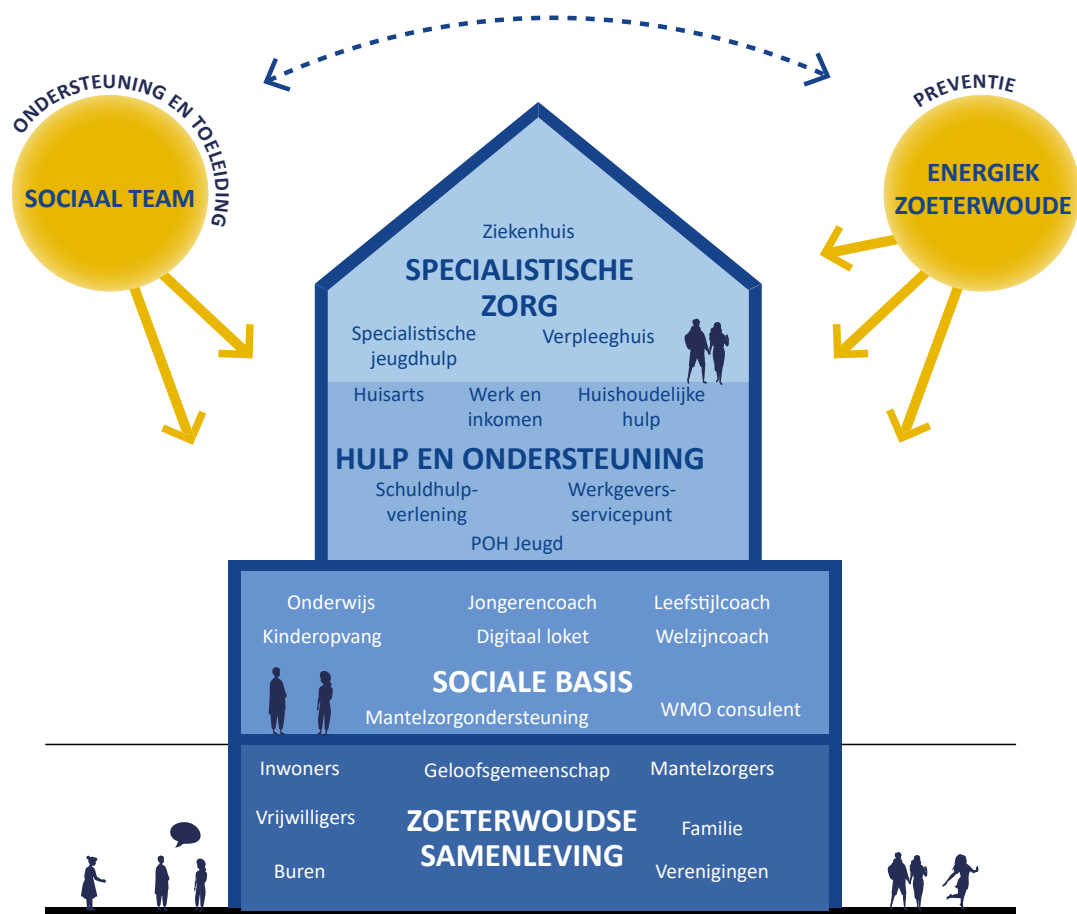 ONDERSTEUNING EN TOELEIDING
SOCIAAL TEAM
PREVENTIE
ENERGIEK
ZOETERWOUDE
Ziekenhuis
SPECIALISTISCHE
ZORG
Specialistische
jeugdhulp
Verpleeghuis
Huisarts
Werk en
inkomen
Huishoudelijke
hulp
HULP EN ONDERSTEUNING
Schuldhulp-
verlening
Werkgevers-
servicepunt
POH Jeugd
Onderwijs
Jongerencoach
Leefstijlcoach
Kinderopvang
Digitaal loket
Welzijncoach
SOCIALE BASIS
Mantelzorgondersteuning
WMO consulent
Inwoners
Geloofsgemeenschap
Mantelzorgers
Vrijwilligers
ZOETERWOUDSE
SAMENLEVING
Familie
Buren
Verenigingen